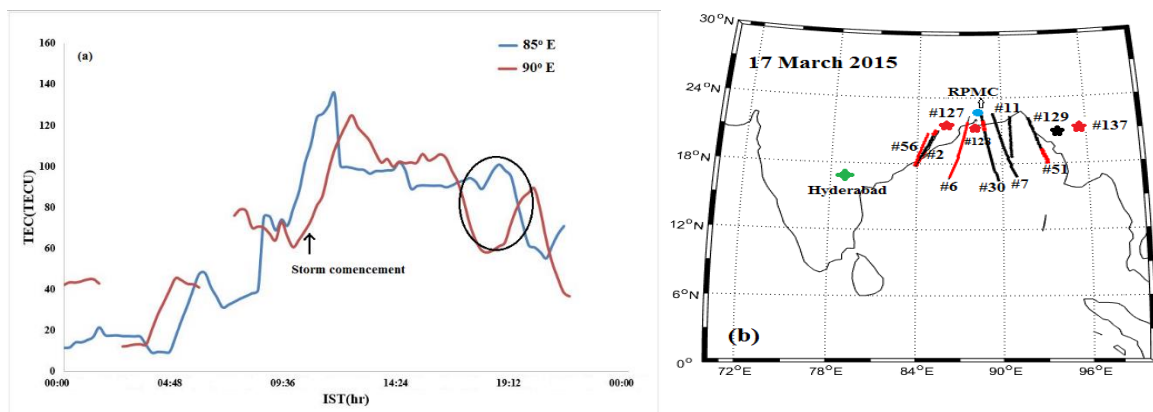 (a)
85° E
90° E
160
140
120
100
80
60
40
20
0
TEC(TECU)
Storm comencement
00:00 04:48 09:36 14:24 19:12 00:00
IST(hr)
30°N
24°N
18°N
12°N
6°N
0°
17 March 2015
RPMC
#127
#11
#129
#137
#128
#56
#2
#6
#30
#7
#51
Hyderabad
(b)
72°E 78°E 84°E 90°E 96°E